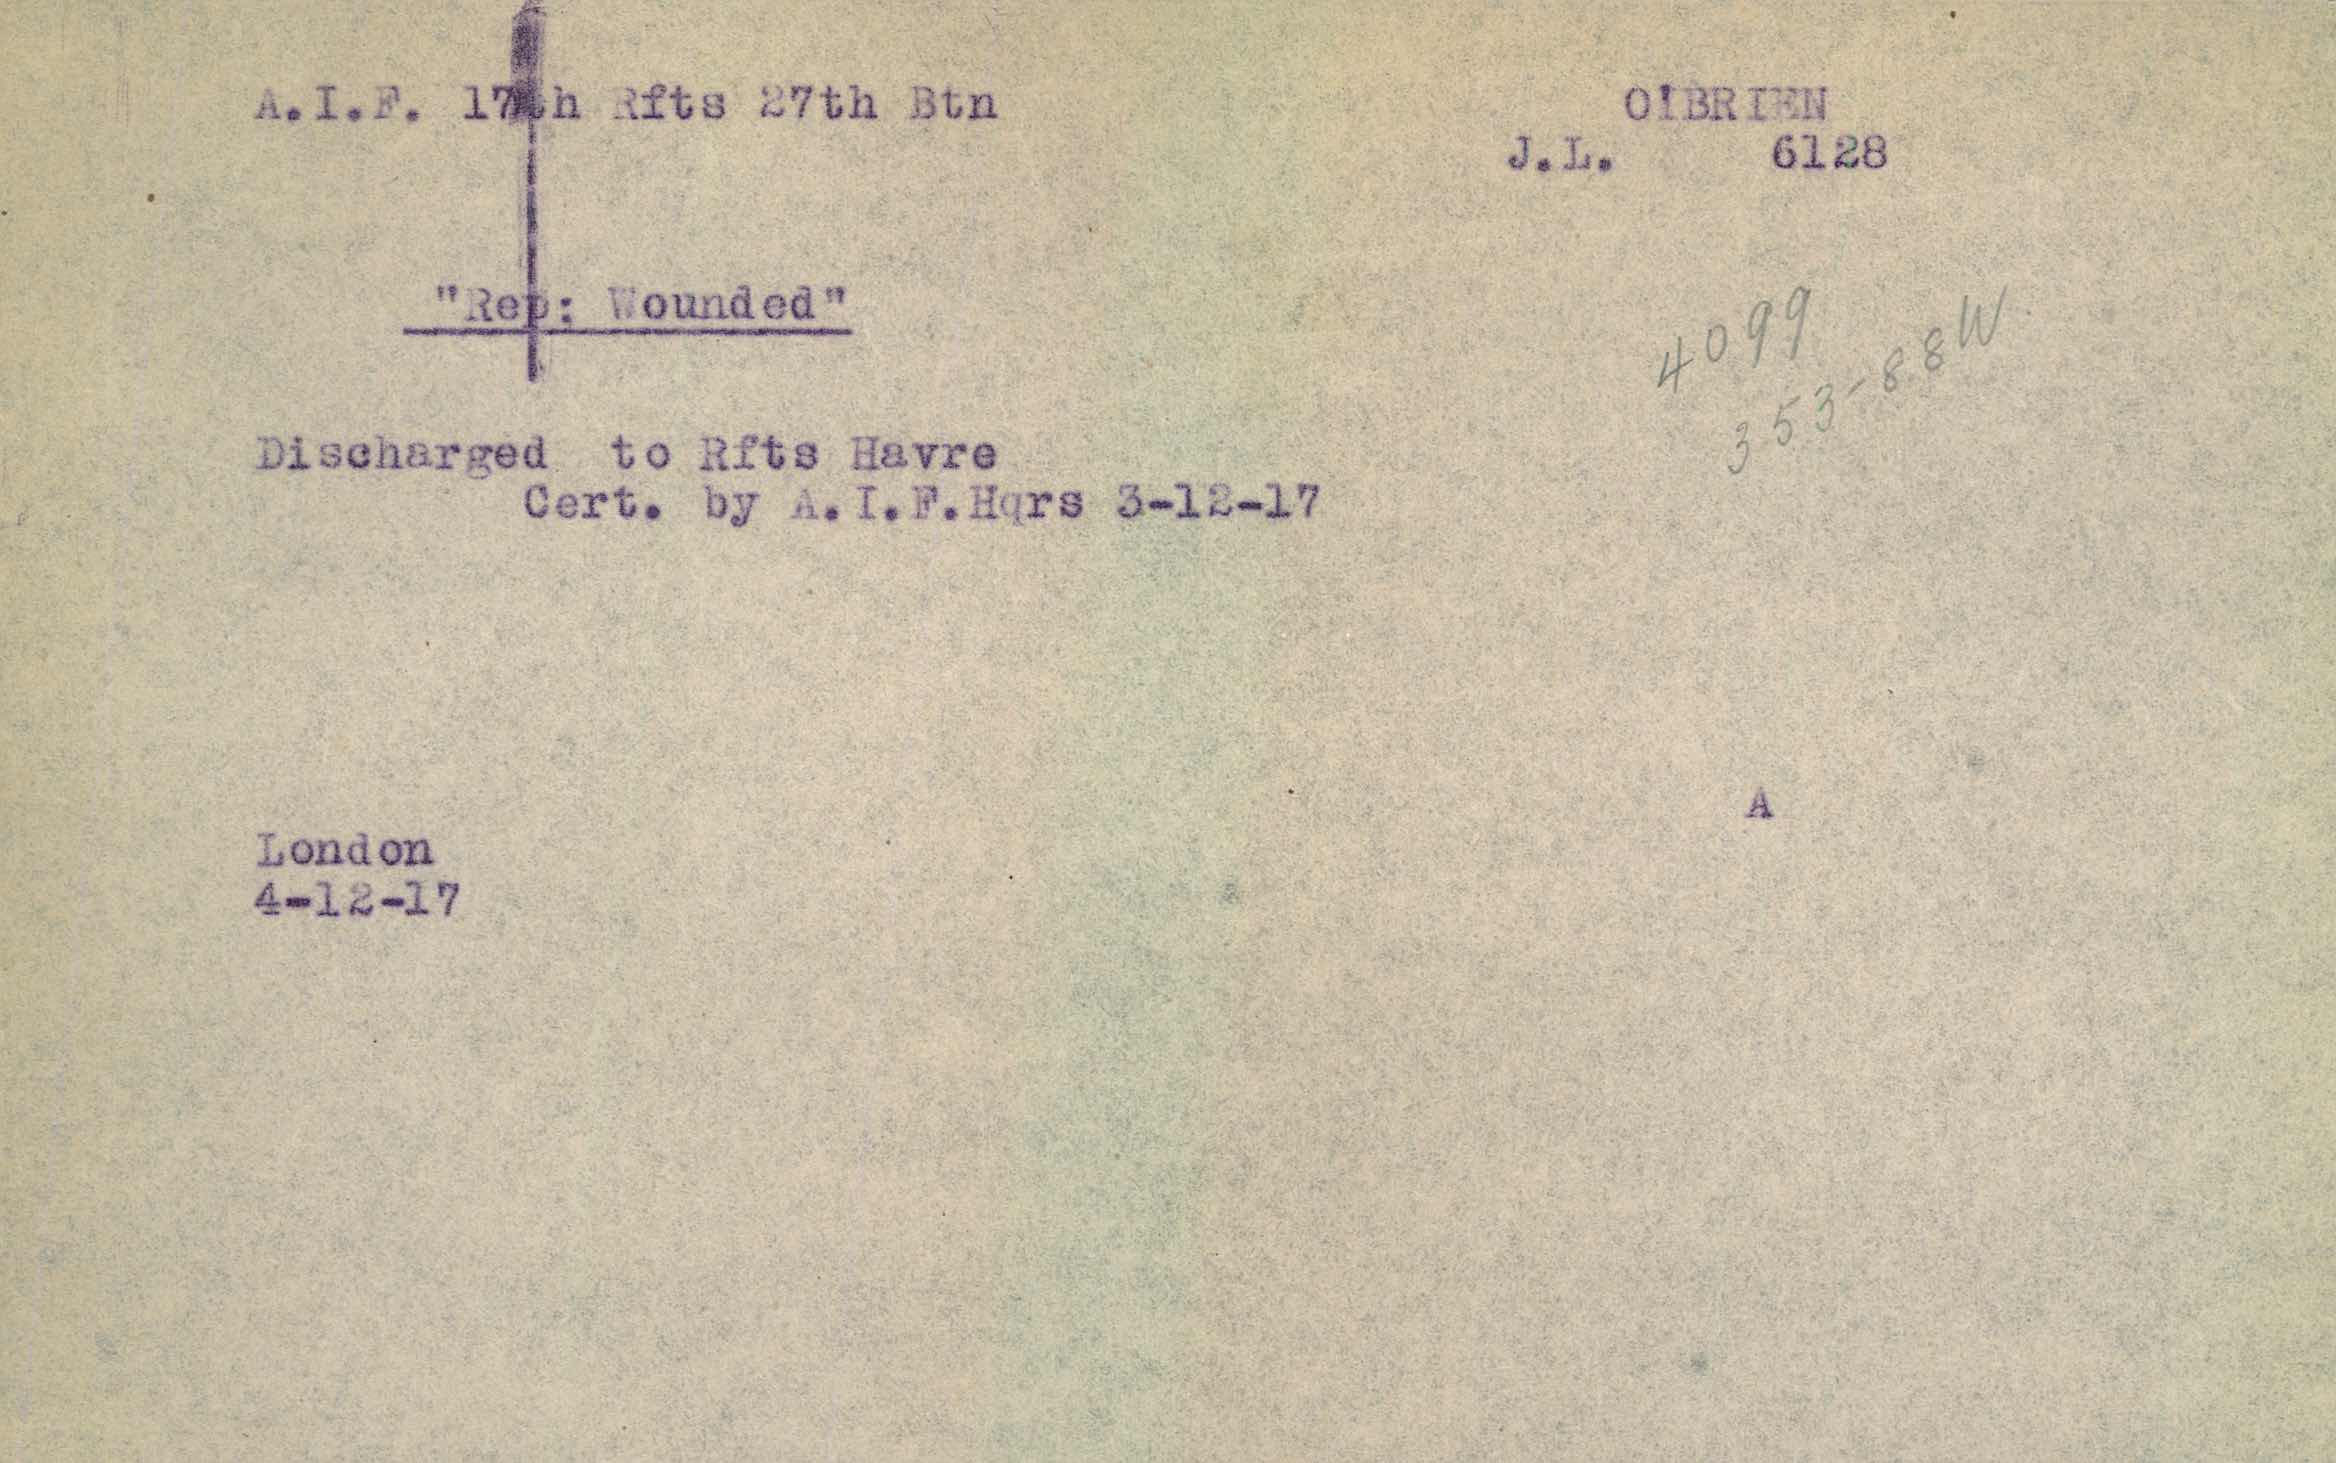 A.I.F. 17th Rfts 27th Btn
O'BRIEN
J.L. 6128
"Rep: Wounded"
4099
353-88W
Discharged to Rfts Havre
Cert. by A.I.F.Hqrs 3-12-17
A
London
4-12-17